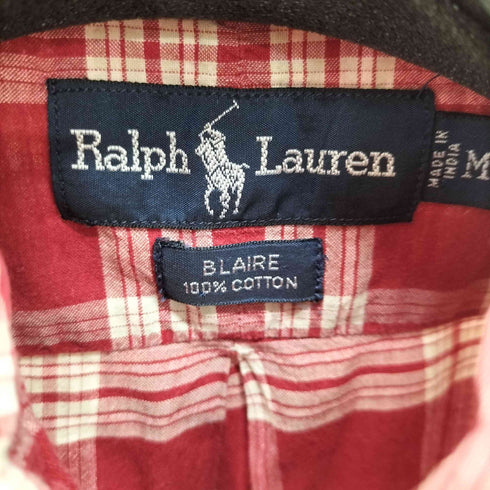 Ralph Lauren
MADE IN
INDIA
M
BLAIRE
100% COTTON